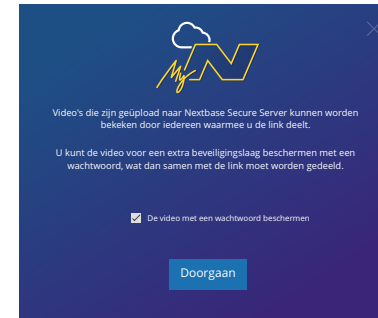 My N
Video's die zijn geüpload naar Nextbase Secure Server kunnen worden
bekeken door iedereen waarmee u de link deelt.
U kunt de video voor een extra beveiligingslaag beschermen met een
wachtwoord, wat dan samen met de link moet worden gedeeld.
De video met een wachtwoord beschermen
Doorgaan